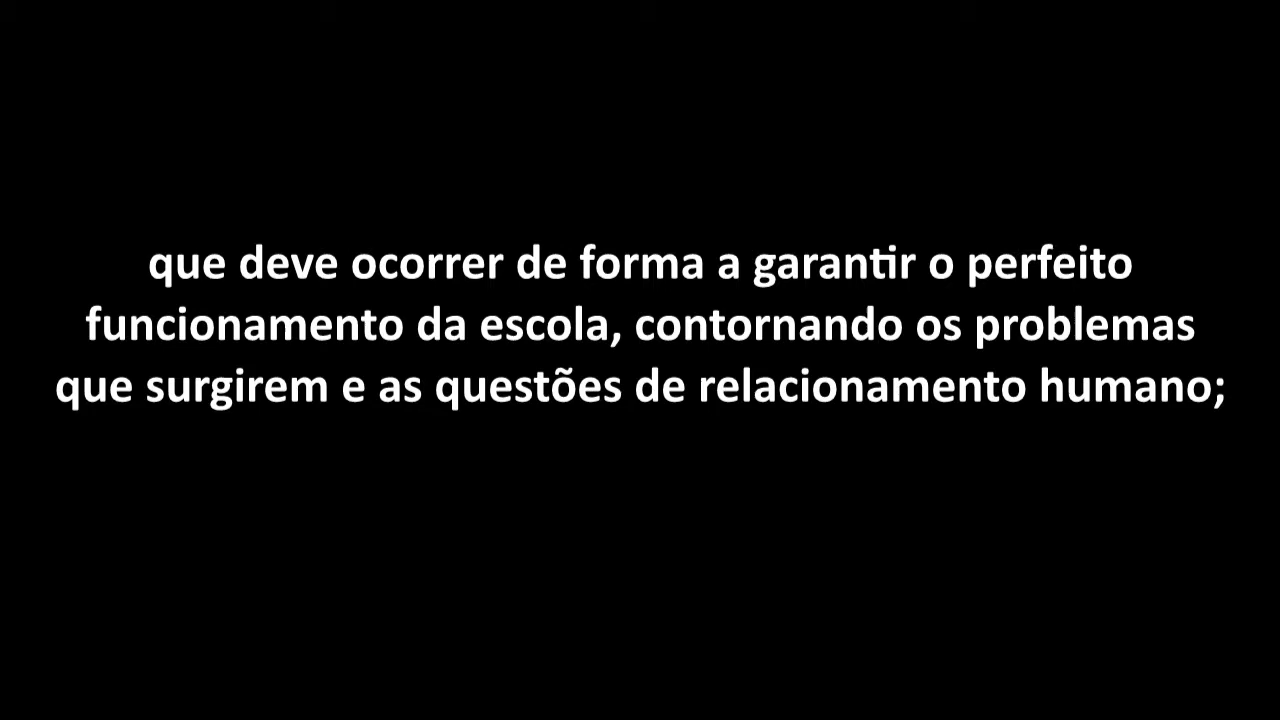 que deve ocorrer de forma a garantir o perfeito
funcionamento da escola, contornando os problemas
que surgirem e as questões de relacionamento humano;